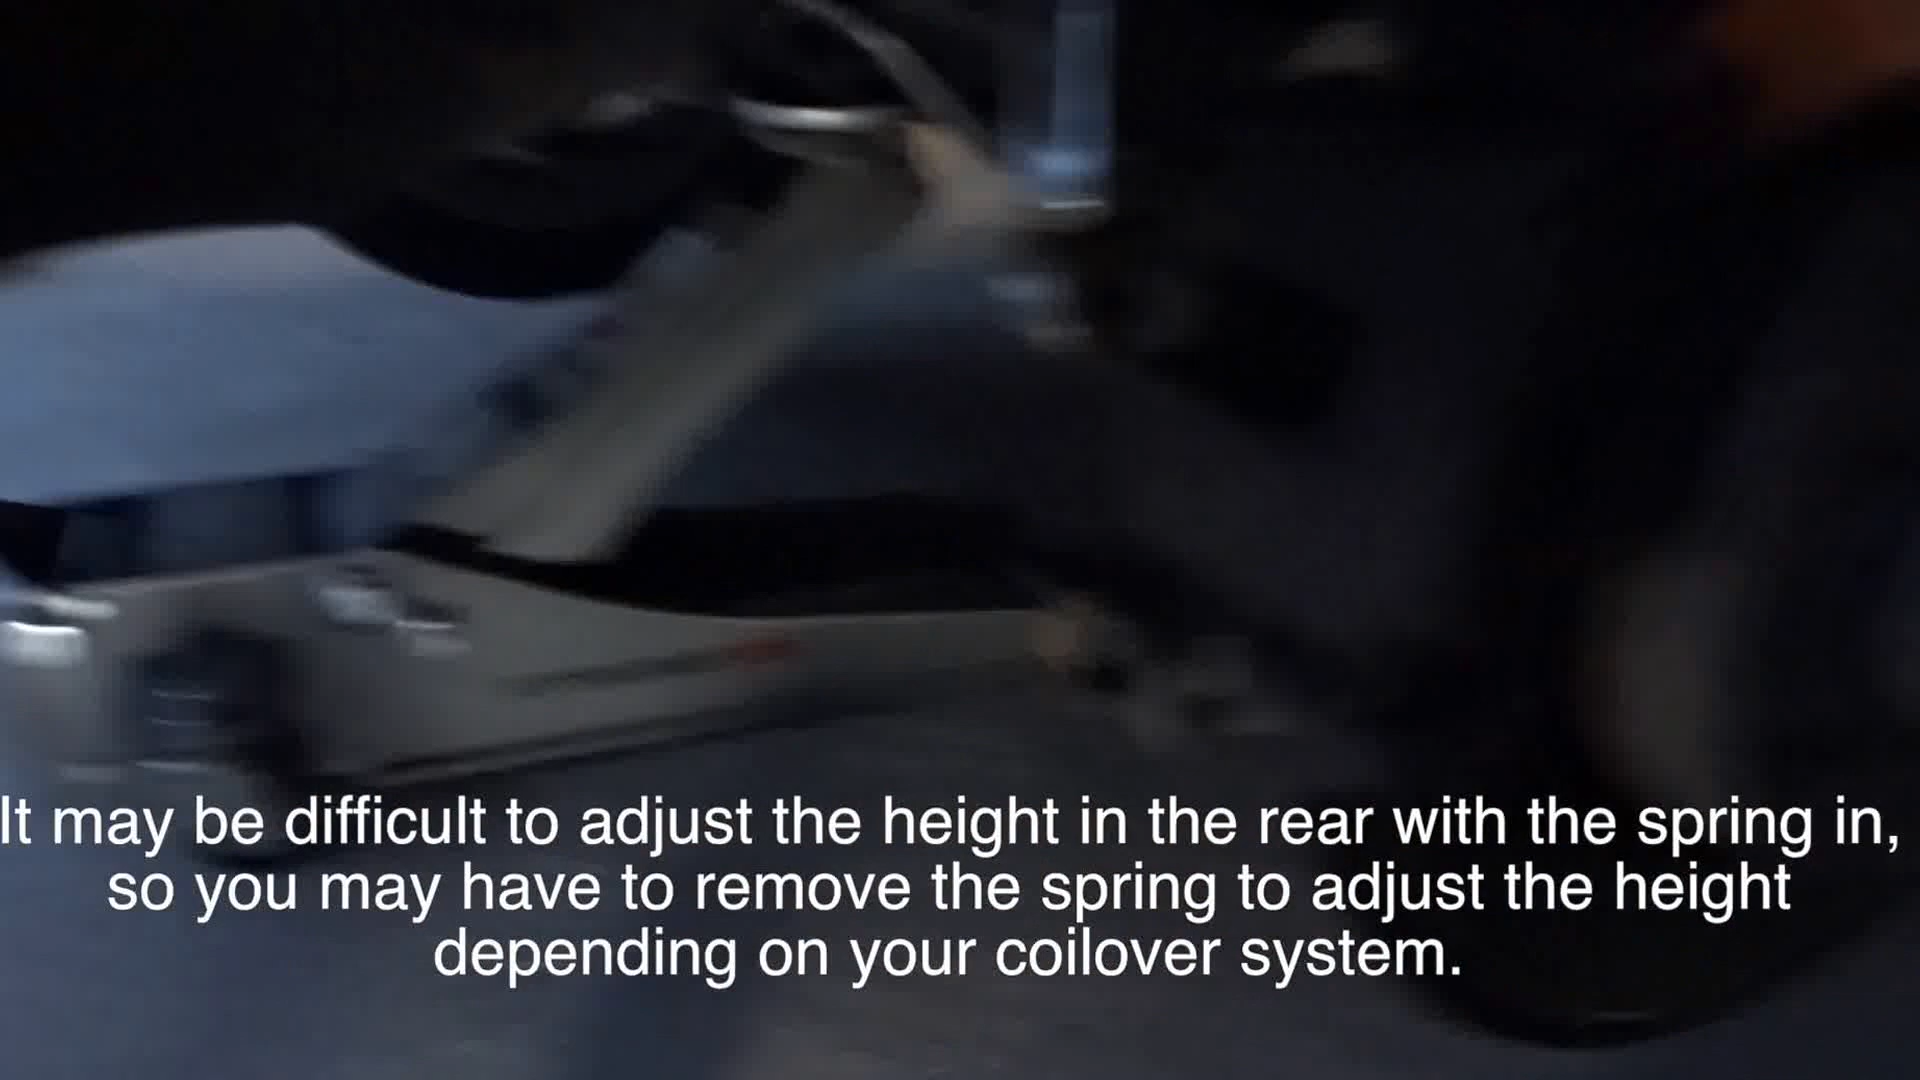 It may be difficult to adjust the height in the rear with the spring in,
so you may have to remove the spring to adjust the height
depending on your coilover system.